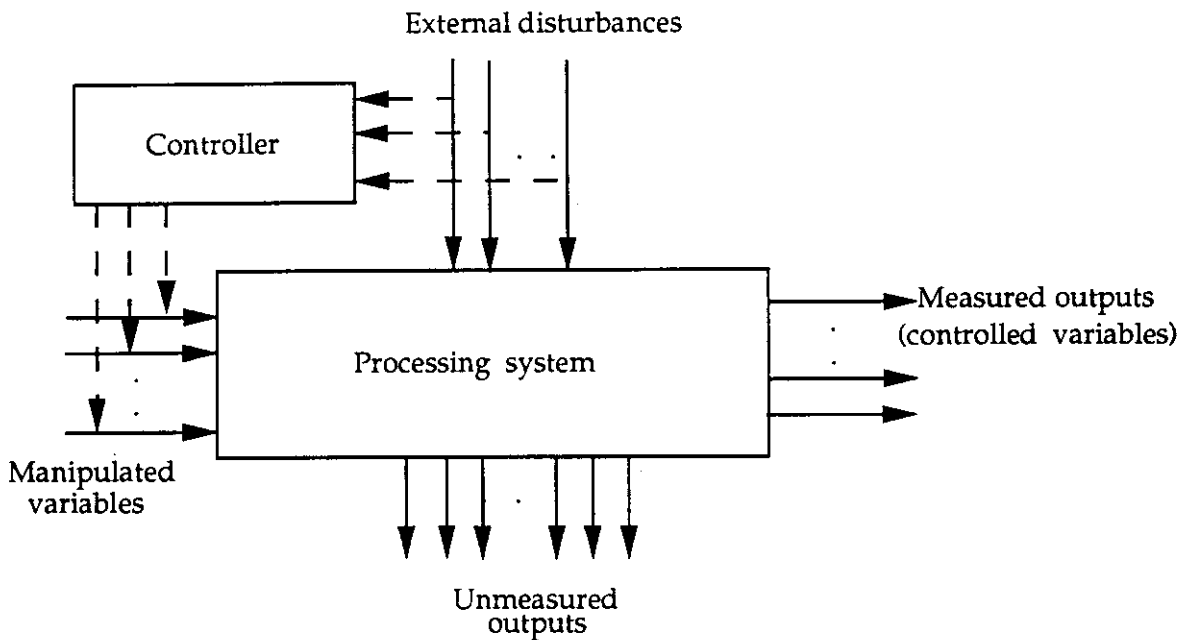 External disturbances
Controller
Measured outputs
(controlled variables)
Processing system
Manipulated
variables
Unmeasured
outputs